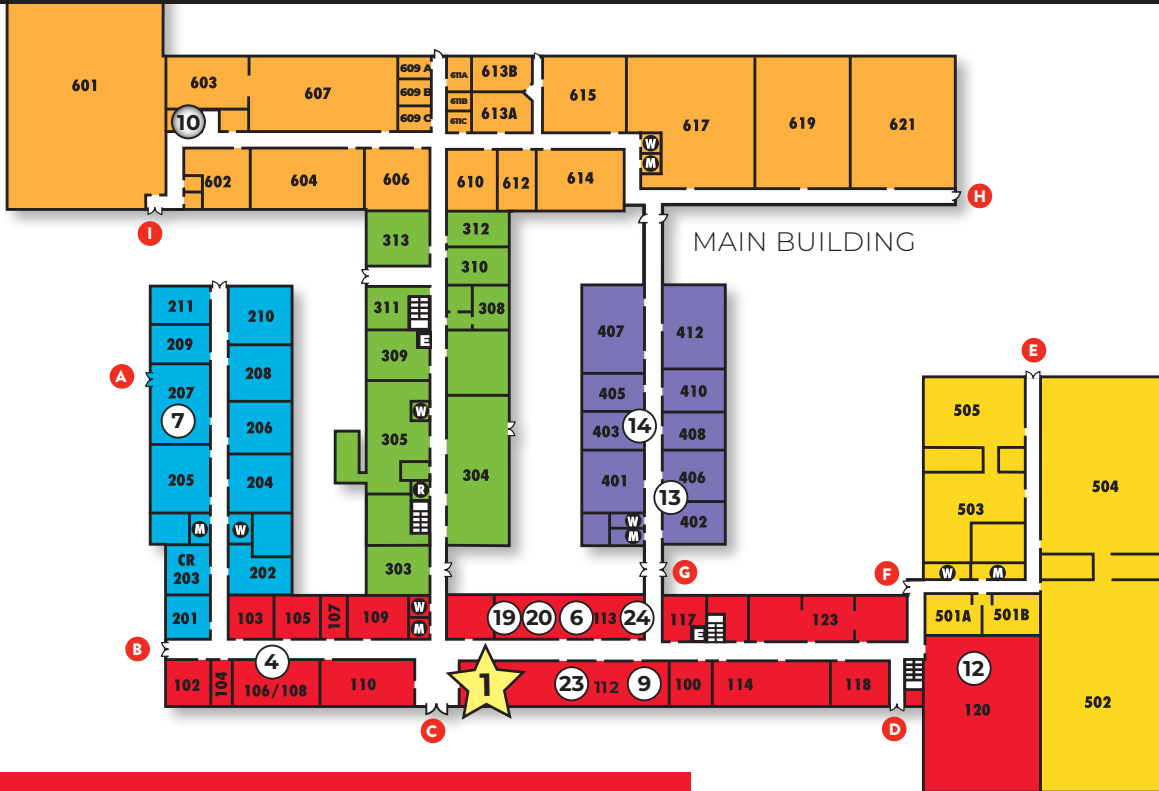 601
603
607
609 A
609 B
609 C
611A
611B
611C
613B
613A
615
617
619
621
10
W
M
602
604
606
610
612
614
I
H
MAIN BUILDING
313
312
310
311
308
E
309
W
305
304
R
303
211
210
209
A
208
207
7
206
205
204
M
W
CR
203
202
201
407
412
405
410
403
14
408
401
406
13
402
W
M
G
E
505
504
503
F
W
M
501A
501B
103
105
107
109
W
M
19
20
6
113
24
117
E
123
B
4
102
104
106/108
110
1
23
112
9
100
114
118
12
120
502
C
D